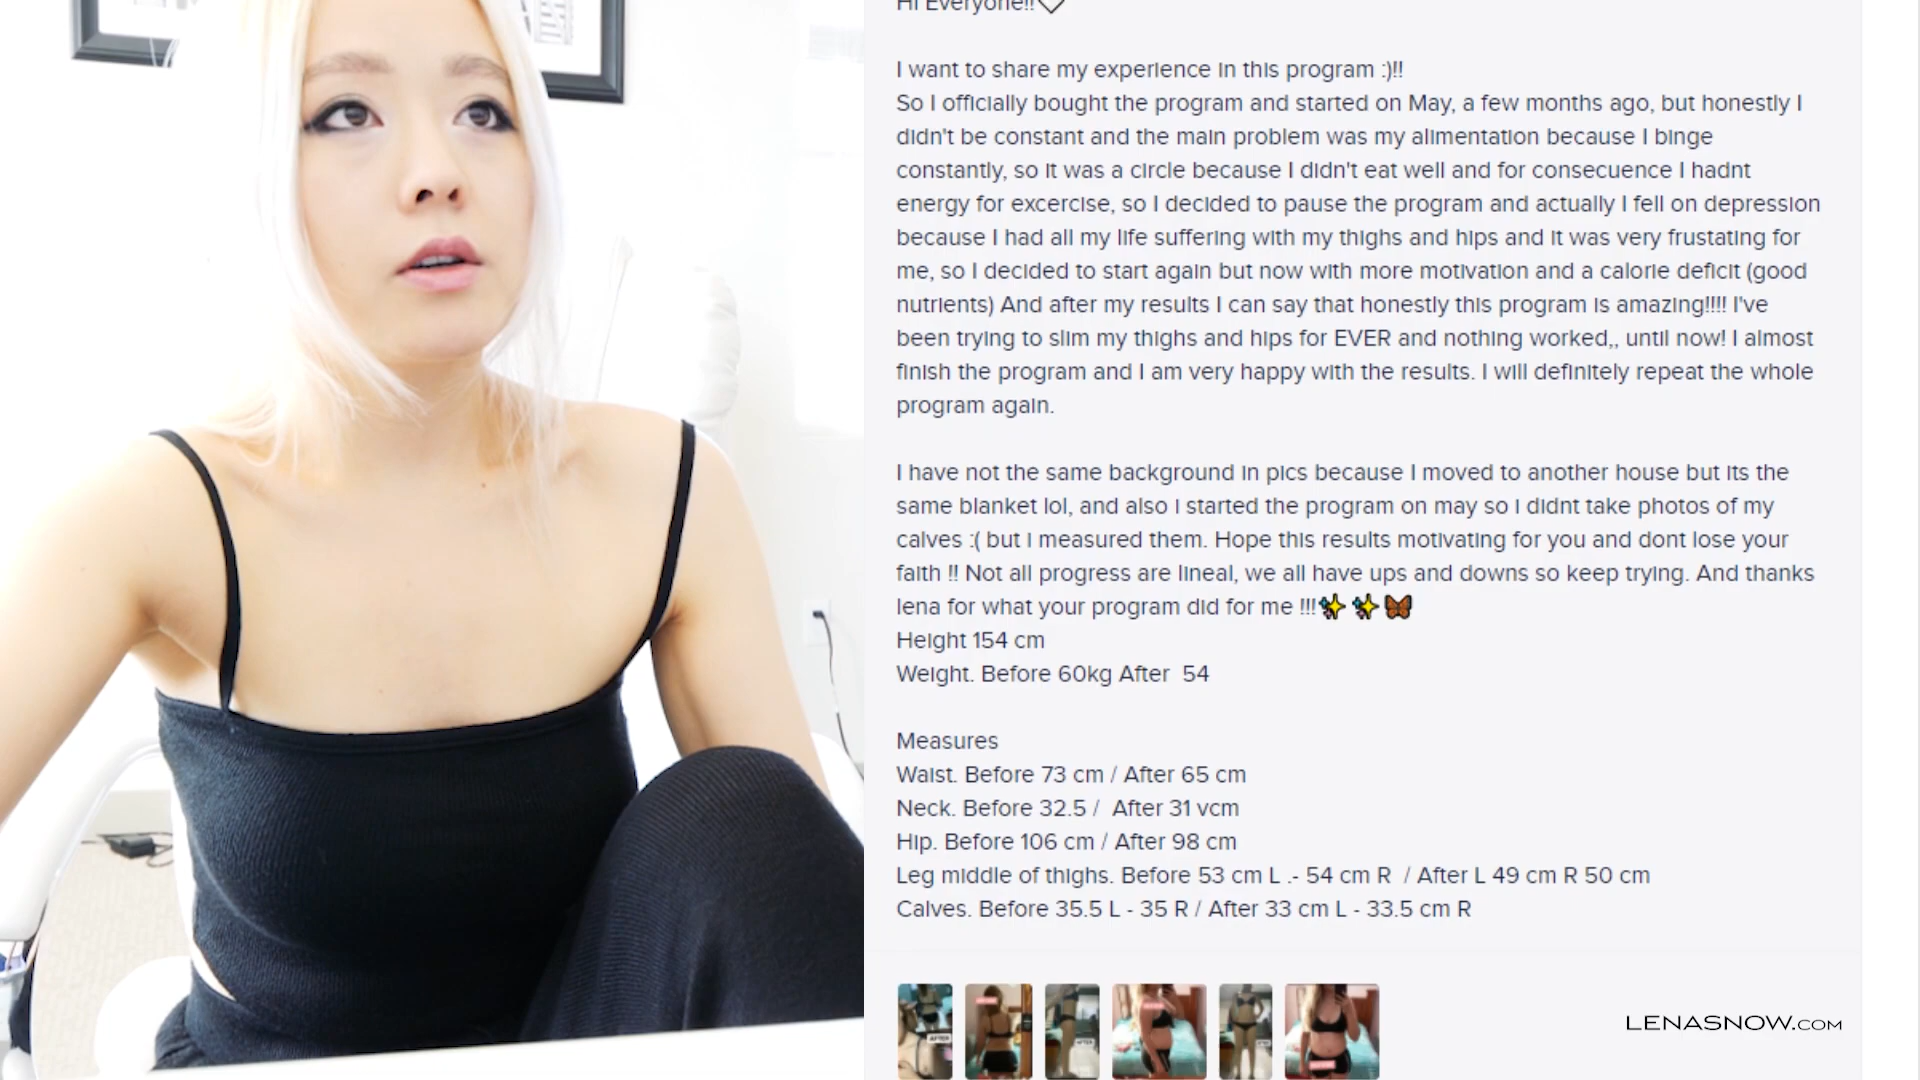 Hi Everyone!!♡
I want to share my experience in this program :)!!
So I officially bought the program and started on May, a few months ago, but honestly I
didn't be constant and the main problem was my alimentation because I binge
constantly, so it was a circle because I didn't eat well and for consecuence I hadnt
energy for excercise, so I decided to pause the program and actually I fell on depression
because I had all my life suffering with my thighs and hips and it was very frustating for
me, so I decided to start again but now with more motivation and a calorie deficit (good
nutrients) And after my results I can say that honestly this program is amazing!!!! I've
been trying to slim my thighs and hips for EVER and nothing worked,, until now! I almost
finish the program and I am very happy with the results. I will definitely repeat the whole
program again.
I have not the same background in pics because I moved to another house but its the
same blanket lol, and also I started the program on may so i didnt take photos of my
calves :( but i measured them. Hope this results motivating for you and dont lose your
faith !! Not all progress are lineal, we all have ups and downs so keep trying. And thanks
lena for what your program did for me !!!✨ ✨ 🦋
Height 154 cm
Weight. Before 60kg After  54
Measures
Waist. Before 73 cm / After 65 cm
Neck. Before 32.5 /  After 31 vcm
Hip. Before 106 cm / After 98 cm
Leg middle of thighs. Before 53 cm L .- 54 cm R  / After L 49 cm R 50 cm
Calves. Before 35.5 L - 35 R / After 33 cm L - 33.5 cm R
AFTER
LENASNOW.COM